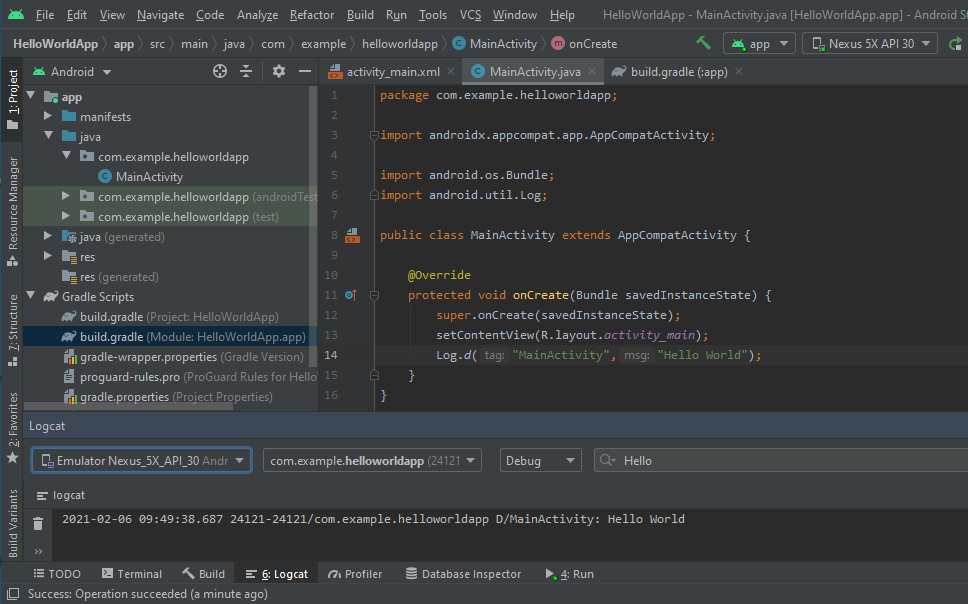 File Edit View Navigate Code Analyze Refactor Build Run Tools VCS Window Help HelloWorldApp - MainActivity.java [HelloWorldApp.app] - Android St
HelloWorldApp app src main java com example helloworldapp MainActivity onCreate app Nexus 5X API 30
Android
activity_main.xml MainActivity.java build.gradle (:app)
1: Project
Resource Manager
7: Structure
2: Favorites
Build Variants
app
manifests
java
com.example.helloworldapp
MainActivity
com.example.helloworldapp (androidTest
com.example.helloworldapp (test)
java (generated)
res
res (generated)
Gradle Scripts
build.gradle (Project: HelloWorldApp)
build.gradle (Module: HelloWorldApp.app)
gradle-wrapper.properties (Gradle Version)
proguard-rules.pro (ProGuard Rules for Hello
gradle.properties (Project Properties)
1 package com.example.helloworldapp;
2
3 import androidx.appcompat.app.AppCompatActivity;
4
5 import android.os.Bundle;
6 import android.util.Log;
7
8 public class MainActivity extends AppCompatActivity {
9
10 @Override
11 protected void onCreate(Bundle savedInstanceState) {
12 super.onCreate(savedInstanceState);
13 setContentView(R.layout.activity_main);
14 Log.d( tag: "MainActivity", msg: "Hello World");
15 }
16 }
Logcat
Emulator Nexus_5X_API_30 Andr com.example.helloworldapp (24121 Debug Hello
logcat
2021-02-06 09:49:38.687 24121-24121/com.example.helloworldapp D/MainActivity: Hello World
TODO Terminal Build 6: Logcat Profiler Database Inspector 4: Run
Success: Operation succeeded (a minute ago)